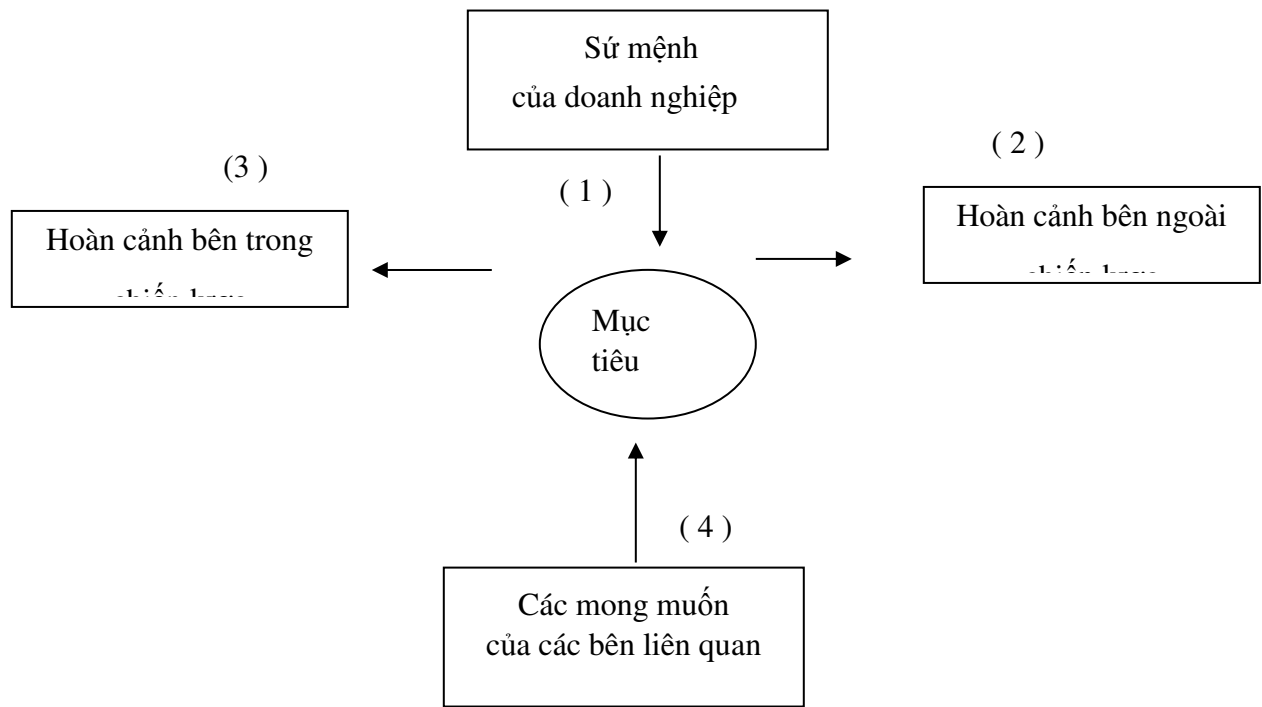 Sứ mệnh
của doanh nghiệp
( 2 )
(3 )
( 1 )
Hoàn cảnh bên ngoài
Hoàn cảnh bên trong
Mục
tiêu
( 4 )
Các mong muốn
của các bên liên quan